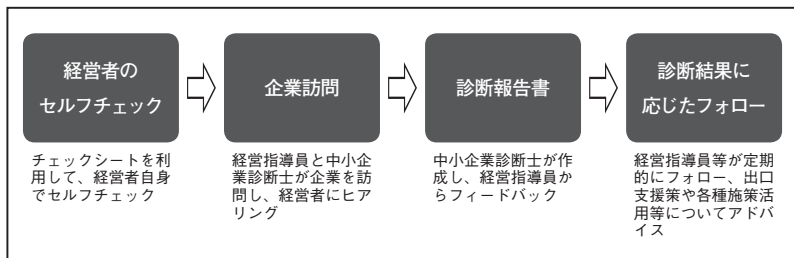 経営者の
セルフチェック
企業訪問
診断報告書
診断結果に
応じたフォロー
チェックシートを利
用して、経営者自身
でセルフチェック
経営指導員と中小企
業診断士が企業を訪
問し、経営者にヒア
リング
中小企業診断士が作
成し、経営指導員か
らフィードバック
経営指導員等が定期
的にフォロー、出口
支援策や各種施策活
用等についてアドバ
イス